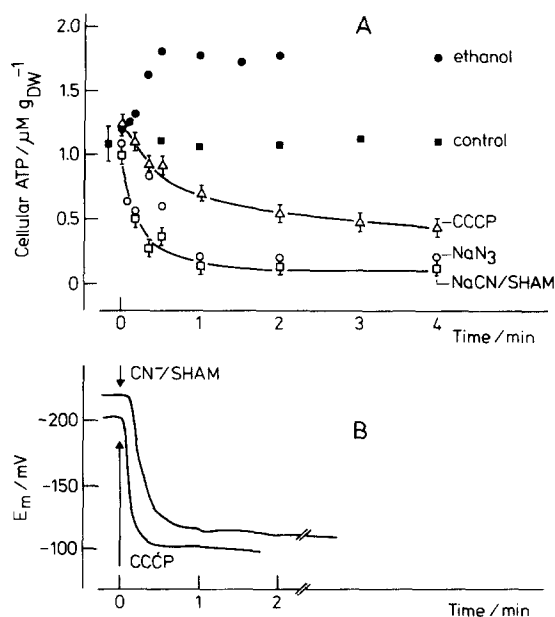 A
2.0
1.5
1.0
0.5
0
Cellular ATP / µM gDW⁻¹
ethanol
control
CCCP
NaN₃
NaCN/SHAM
0 1 2 3 4
Time / min
B
CN⁻/SHAM
-200
-150
-100
Em / mV
CCCP
0 1 2
Time / min